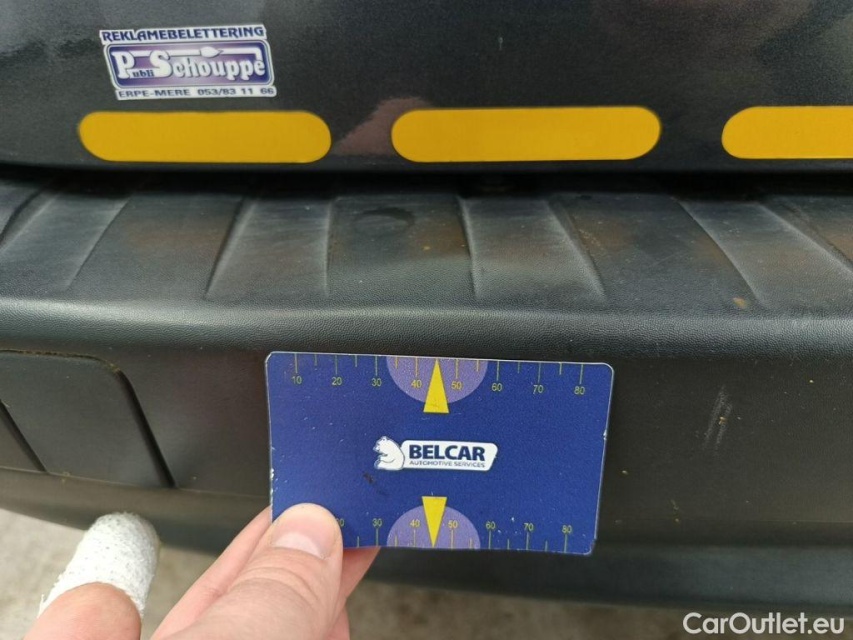 REKLAMEBELETTERING
Publi Schouppe
ERPE-MERE 053/83 11 66
10 20 30 40 50 60 70 80
BELCAR
AUTOMOTIVE SERVICES
30 40 50 60 70 80
CarOutlet.eu